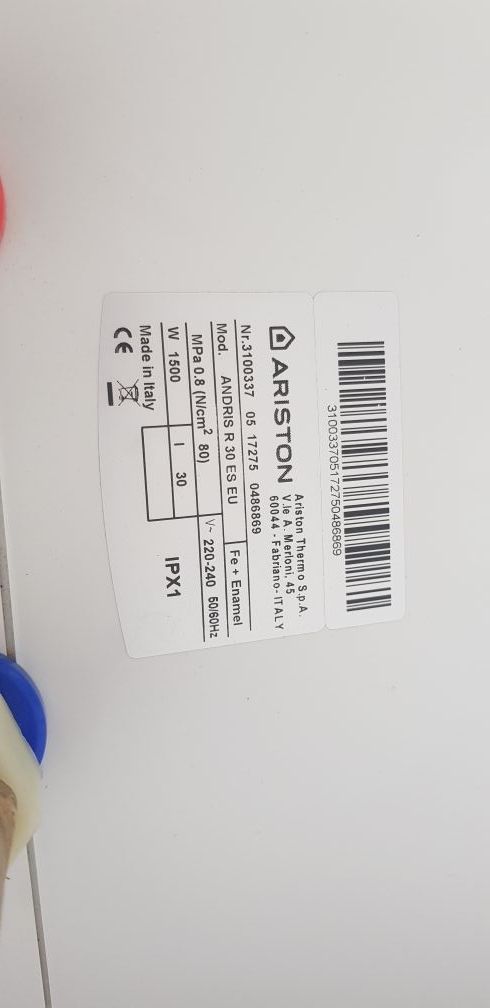 310033705172750486869
ARISTON
Ariston Thermo S.p.A.
V.le A. Merloni, 45
60044 - Fabriano - ITALY
Nr.3100337 05 17275 0486869
Mod. ANDRIS R 30 ES EU Fe + Enamel
MPa 0.8 (N/cm² 80) V~ 220-240 50/60Hz
W 1500 l 30 IPX1
Made in Italy
CE